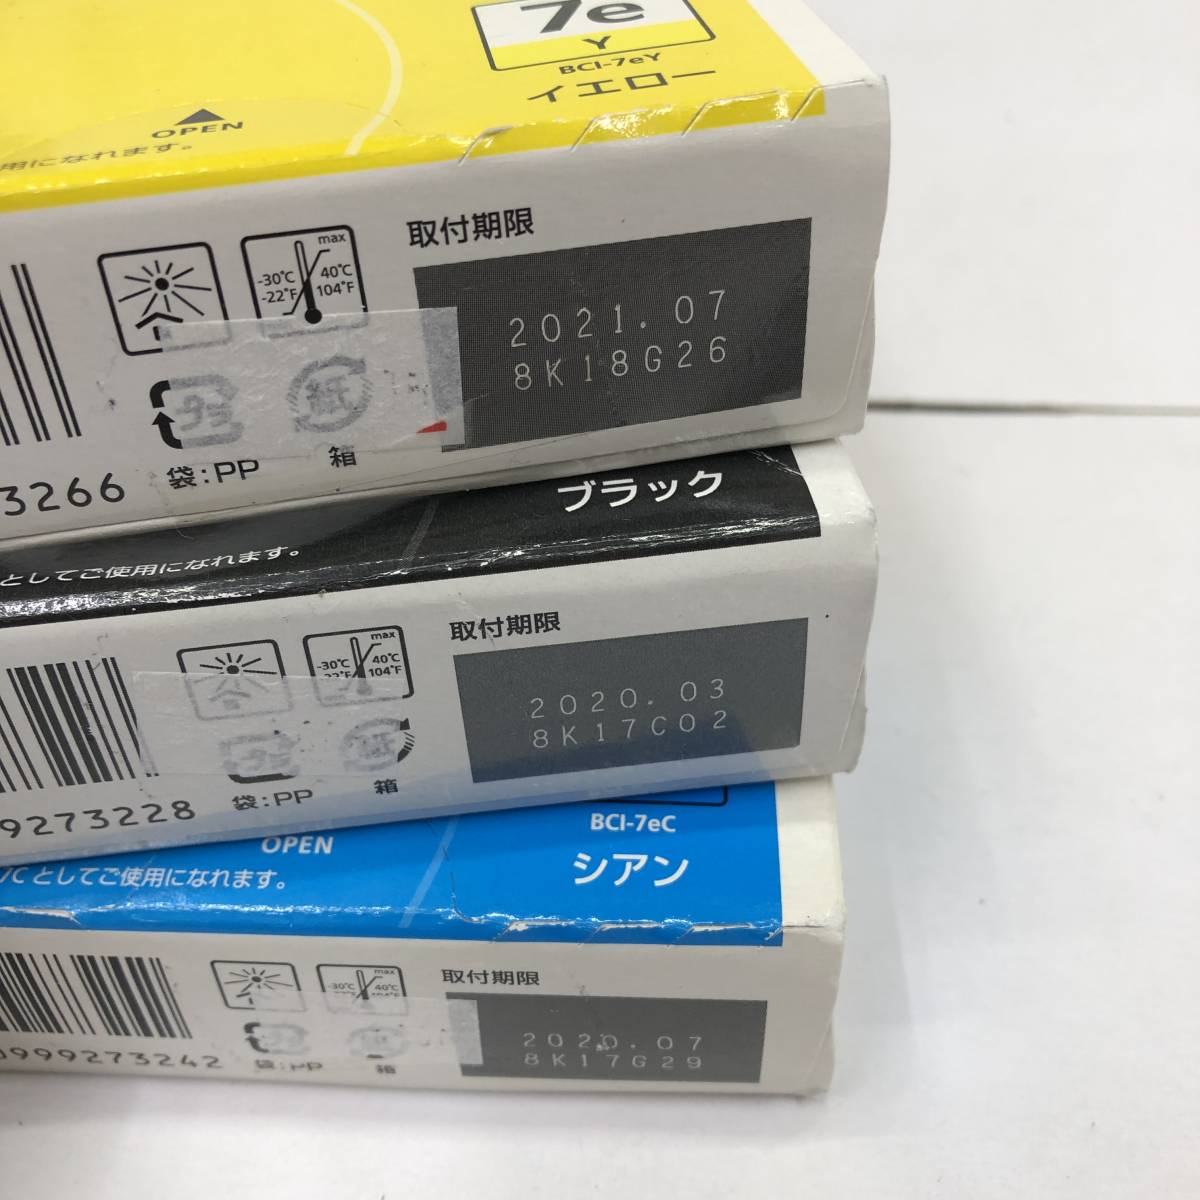 7e
Y
BCI-7eY
イエロー
OPEN
用になれます。
取付期限
max
-30°C
-22°F
40°C
104°F
2021.07
8K18G26
紙
袋:PP
箱
3266
ブラック
としてご使用になれます。
取付期限
max
-30°C
40°C
104°F
2020.03
8K17C02
紙
袋:PP
箱
9273228
BCI-7eC
OPEN
シアン
Cとしてご使用になれます。
取付期限
max
-30°C
40°C
2020.07
8K17G29
袋:PP
箱
999273242